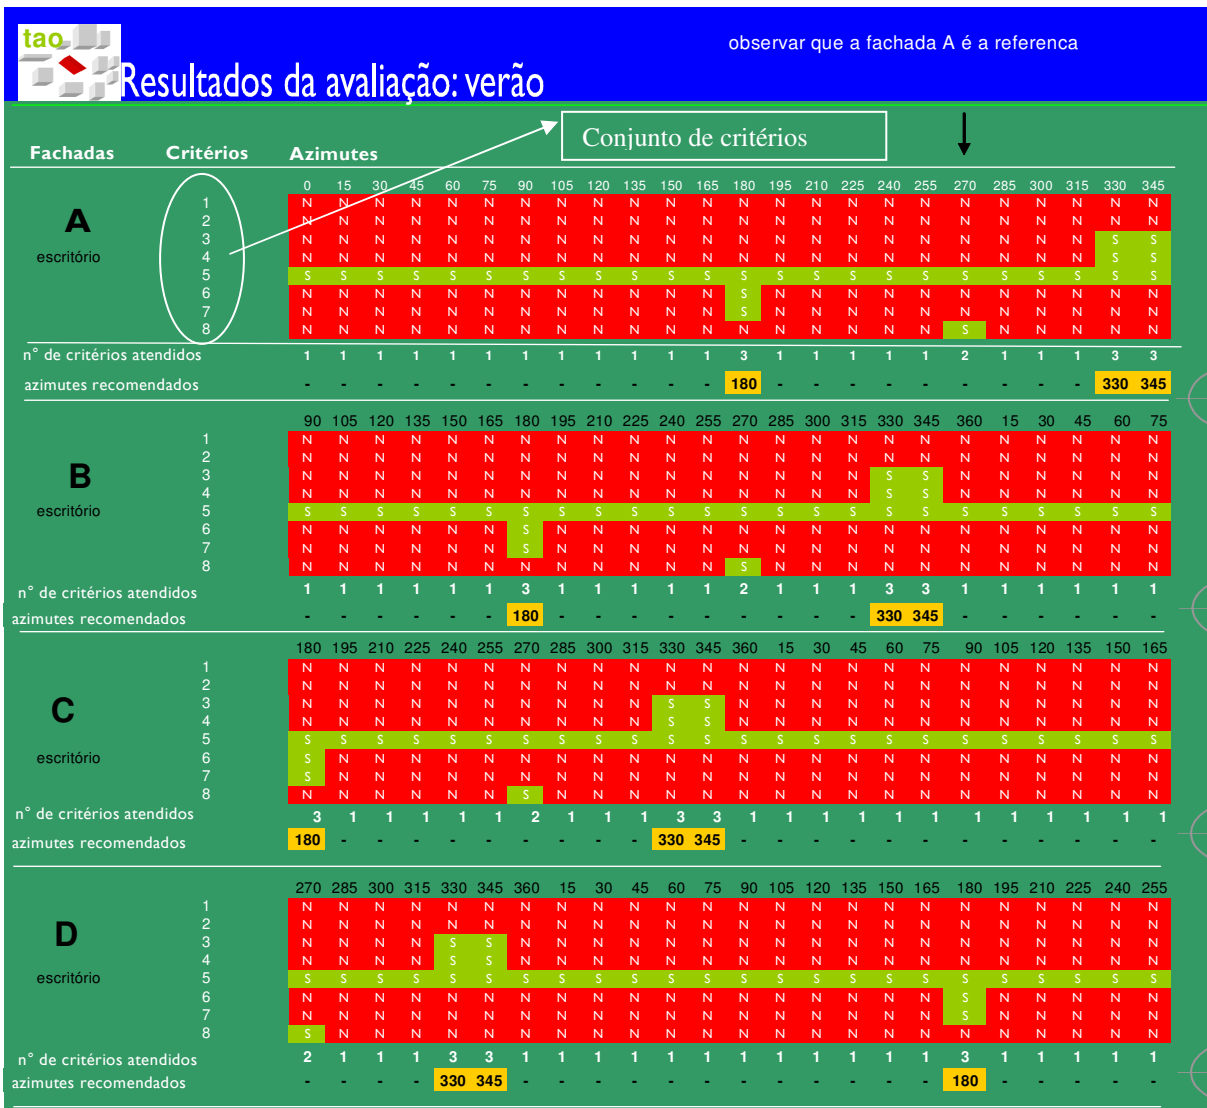 tao
observar que a fachada A é a referenca
Resultados da avaliação: verão
Conjunto de critérios
Fachadas Critérios Azimutes
0 15 30 45 60 75 90 105 120 135 150 165 180 195 210 225 240 255 270 285 300 315 330 345
A
escritório
1 N N N N N N N N N N N N N N N N N N N N N N N N
2 N N N N N N N N N N N N N N N N N N N N N N N N
3 N N N N N N N N N N N N N N N N N N N N N N S S
4 N N N N N N N N N N N N N N N N N N N N N N S S
5 S S S S S S S S S S S S S S S S S S S S S S S S
6 N N N N N N N N N N N N S N N N N N N N N N N N
7 N N N N N N N N N N N N S N N N N N N N N N N N
8 N N N N N N N N N N N N N N N N N N S N N N N N
n° de critérios atendidos 1 1 1 1 1 1 1 1 1 1 1 1 3 1 1 1 1 1 2 1 1 1 3 3
azimutes recomendados - - - - - - - - - - - - 180 - - - - - - - - - 330 345
90 105 120 135 150 165 180 195 210 225 240 255 270 285 300 315 330 345 360 15 30 45 60 75
B
escritório
1 N N N N N N N N N N N N N N N N N N N N N N N N
2 N N N N N N N N N N N N N N N N N N N N N N N N
3 N N N N N N N N N N N N N N N N S S N N N N N N
4 N N N N N N N N N N N N N N N N S S N N N N N N
5 S S S S S S S S S S S S S S S S S S S S S S S S
6 N N N N N N S N N N N N N N N N N N N N N N N N
7 N N N N N N S N N N N N N N N N N N N N N N N N
8 N N N N N N N N N N N N S N N N N N N N N N N N
n° de critérios atendidos 1 1 1 1 1 1 3 1 1 1 1 1 2 1 1 1 3 3 1 1 1 1 1 1
azimutes recomendados - - - - - - 180 - - - - - - - - - 330 345 - - - - - -
180 195 210 225 240 255 270 285 300 315 330 345 360 15 30 45 60 75 90 105 120 135 150 165
C
escritório
1 N N N N N N N N N N N N N N N N N N N N N N N N
2 N N N N N N N N N N N N N N N N N N N N N N N N
3 N N N N N N N N N N S S N N N N N N N N N N N N
4 N N N N N N N N N N S S N N N N N N N N N N N N
5 S S S S S S S S S S S S S S S S S S S S S S S S
6 S N N N N N N N N N N N N N N N N N N N N N N N
7 S N N N N N N N N N N N N N N N N N N N N N N N
8 N N N N N N S N N N N N N N N N N N N N N N N N
n° de critérios atendidos 3 1 1 1 1 1 2 1 1 1 3 3 1 1 1 1 1 1 1 1 1 1 1 1
azimutes recomendados 180 - - - - - - - - - 330 345 - - - - - - - - - - - -
270 285 300 315 330 345 360 15 30 45 60 75 90 105 120 135 150 165 180 195 210 225 240 255
D
escritório
1 N N N N N N N N N N N N N N N N N N N N N N N N
2 N N N N N N N N N N N N N N N N N N N N N N N N
3 N N N N S S N N N N N N N N N N N N N N N N N N
4 N N N N S S N N N N N N N N N N N N N N N N N N
5 S S S S S S S S S S S S S S S S S S S S S S S S
6 N N N N N N N N N N N N N N N N N N S N N N N N
7 N N N N N N N N N N N N N N N N N N S N N N N N
8 S N N N N N N N N N N N N N N N N N N N N N N N
n° de critérios atendidos 2 1 1 1 3 3 1 1 1 1 1 1 1 1 1 1 1 1 3 1 1 1 1 1
azimutes recomendados - - - - 330 345 - - - - - - - - - - - - 180 - - - - -